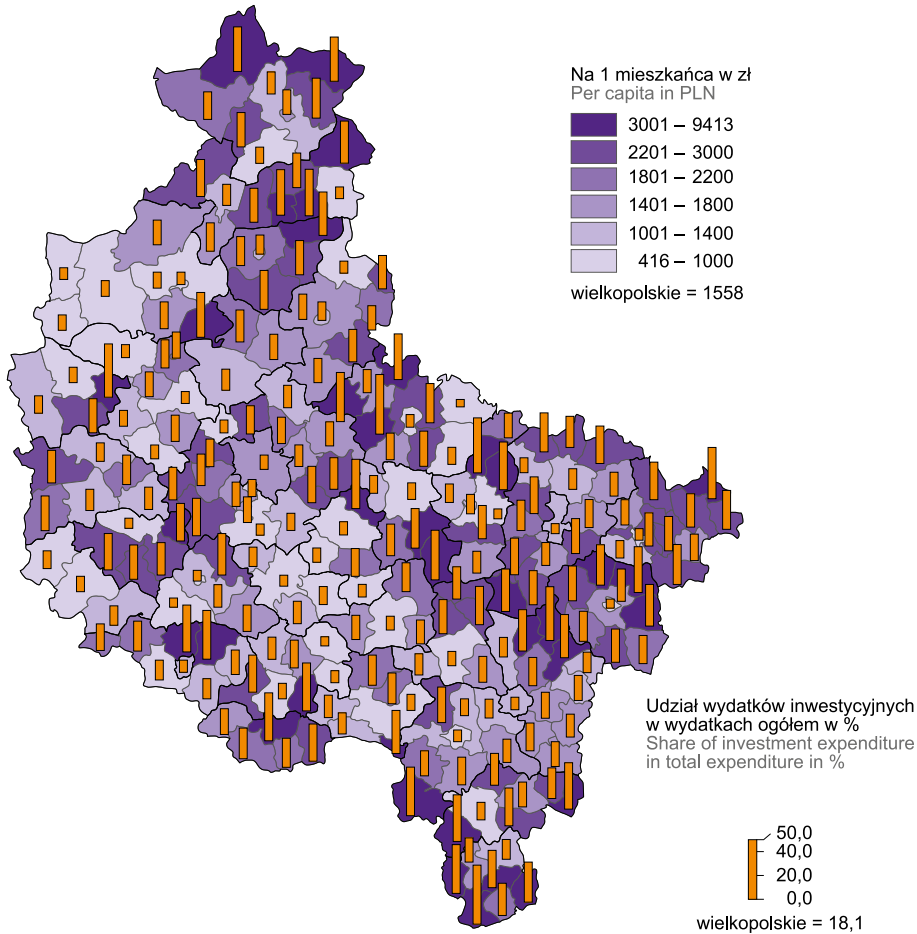 Na 1 mieszkańca w zł
Per capita in PLN
3001 – 9413
2201 – 3000
1801 – 2200
1401 – 1800
1001 – 1400
416 – 1000
wielkopolskie = 1558
Udział wydatków inwestycyjnych
w wydatkach ogółem w %
Share of investment expenditure
in total expenditure in %
50,0
40,0
20,0
0,0
wielkopolskie = 18,1